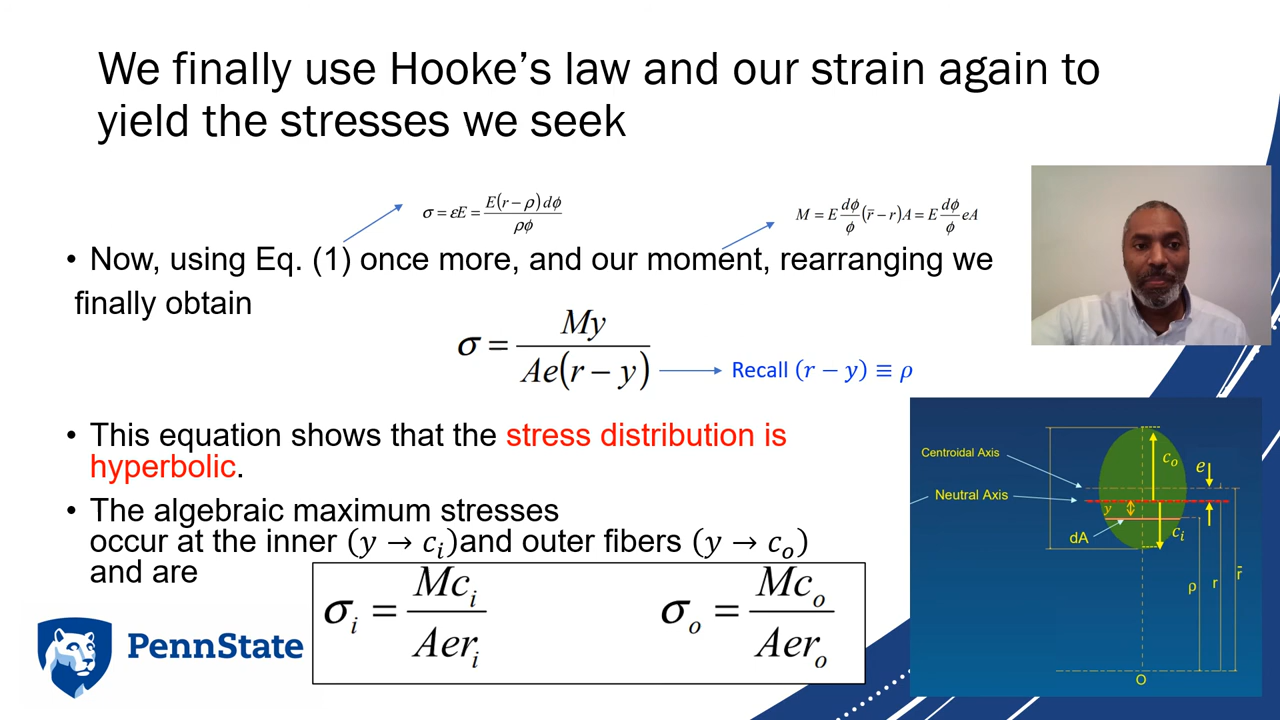 We finally use Hooke's law and our strain again to
yield the stresses we seek
σ = εE = E(r − ρ)dϕ / ρϕ
M = E dϕ/ϕ (r̄ − r)A = E dϕ/ϕ eA
• Now, using Eq. (1) once more, and our moment, rearranging we
finally obtain
σ = My / Ae(r − y)
Recall (r − y) ≡ ρ
• This equation shows that the stress distribution is
hyperbolic.
• The algebraic maximum stresses
occur at the inner (y → c_i)and outer fibers (y → c_o)
and are
σ_i = Mc_i / Aer_i
σ_o = Mc_o / Aer_o
PennState
Centroidal Axis
Neutral Axis
dA
y
c_o
c_i
e
ρ
r
r̄
O